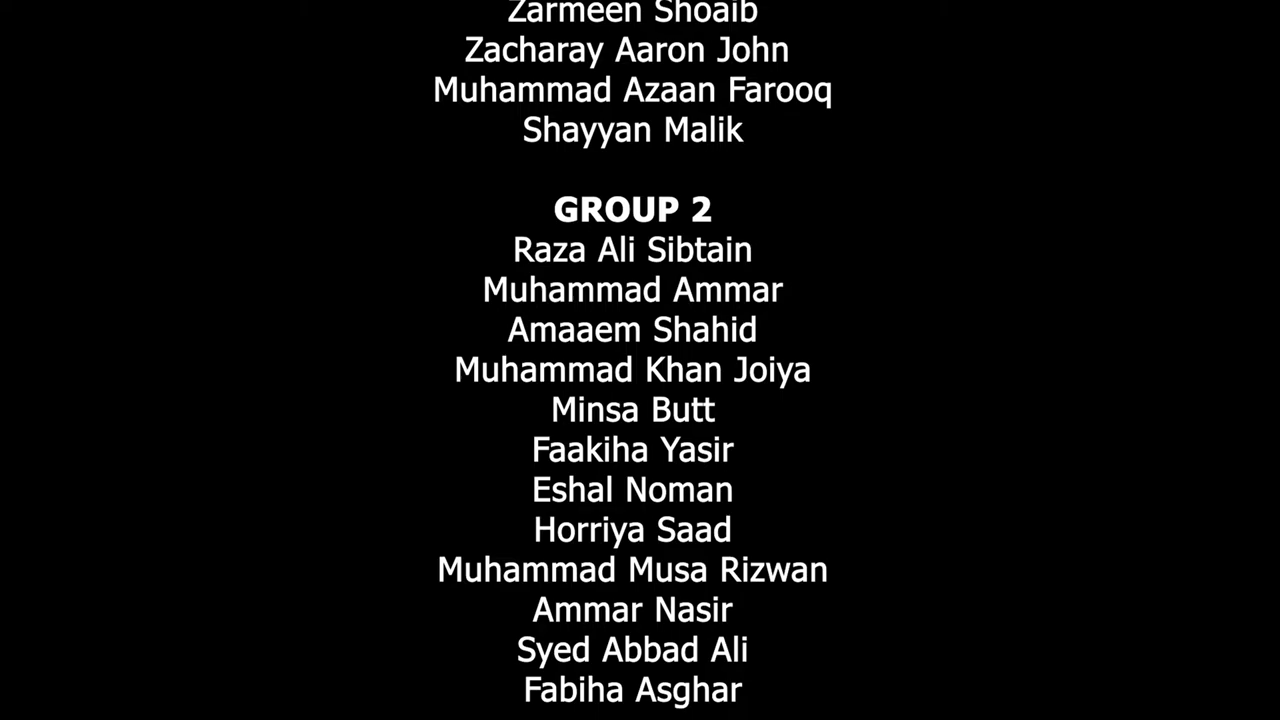 Zarmeen Shoaib
Zacharay Aaron John
Muhammad Azaan Farooq
Shayyan Malik
GROUP 2
Raza Ali Sibtain
Muhammad Ammar
Amaaem Shahid
Muhammad Khan Joiya
Minsa Butt
Faakiha Yasir
Eshal Noman
Horriya Saad
Muhammad Musa Rizwan
Ammar Nasir
Syed Abbad Ali
Fabiha Asghar